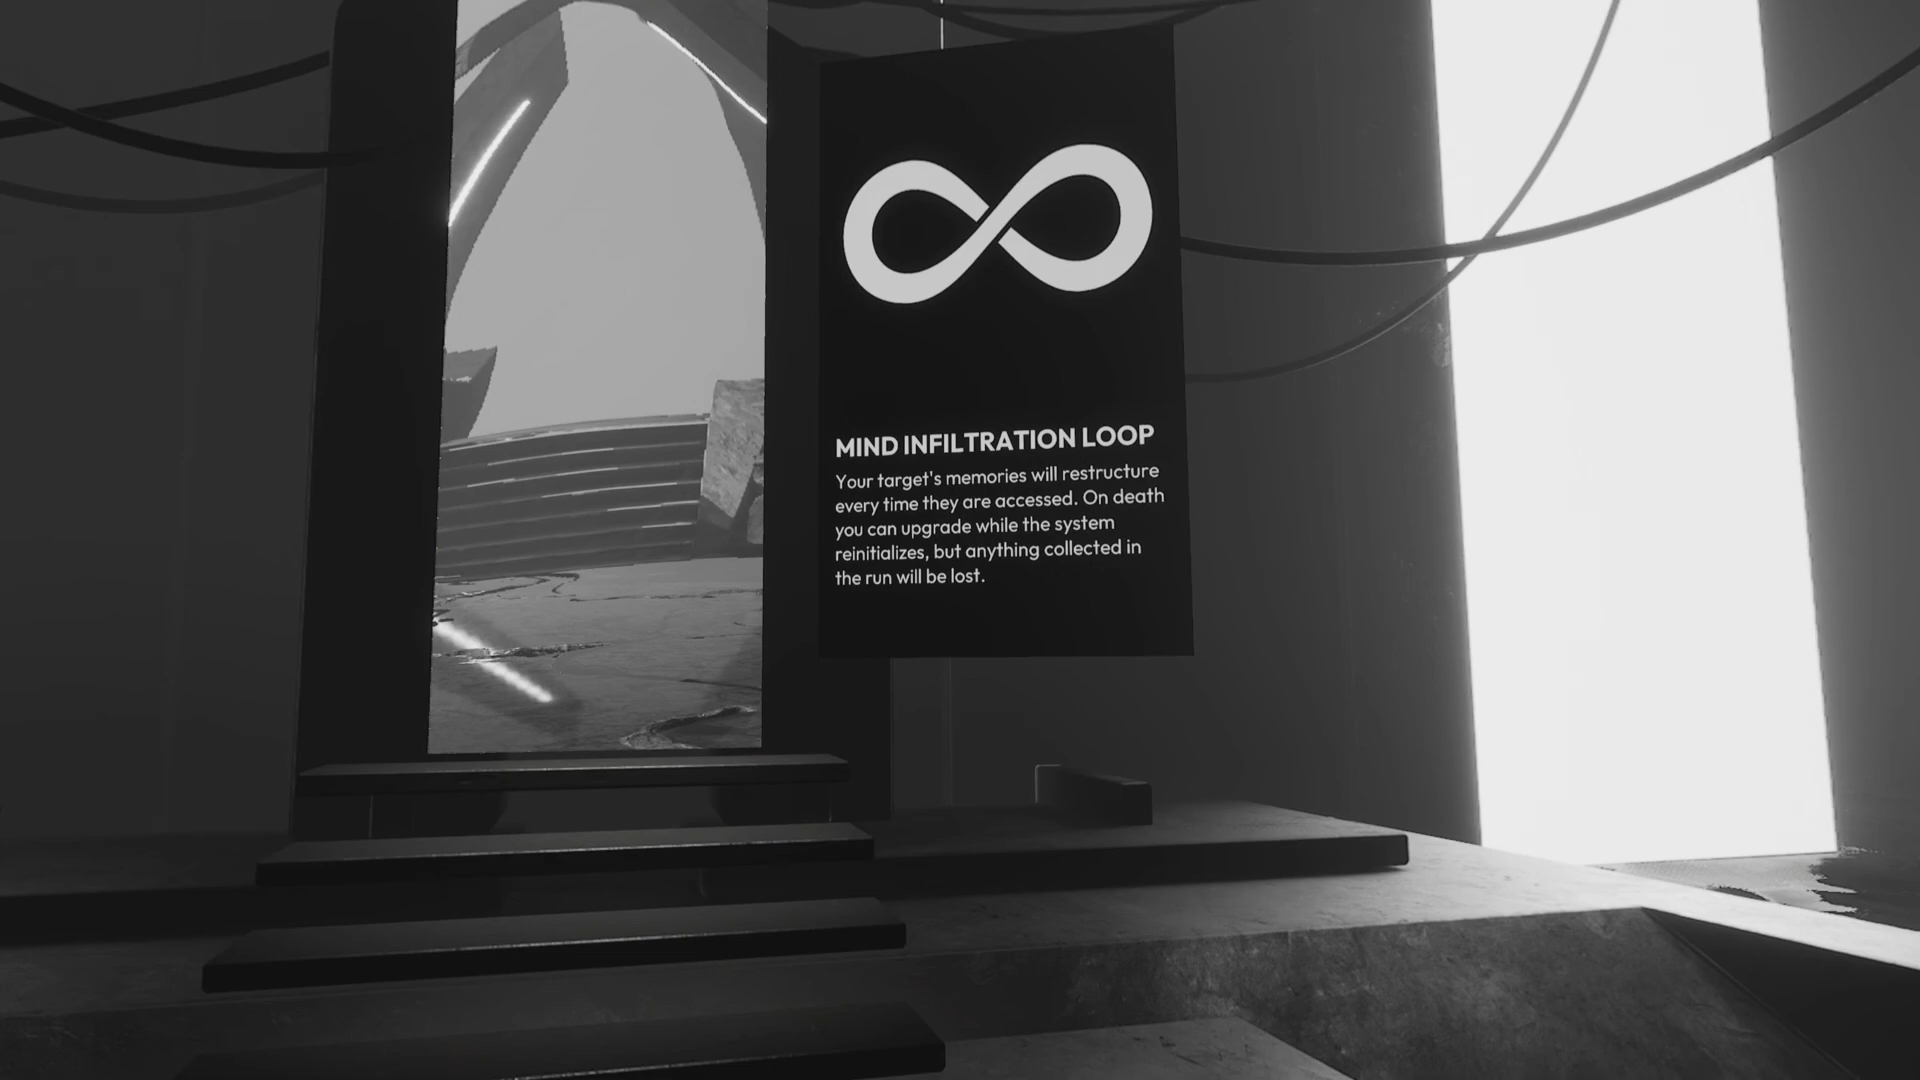 MIND INFILTRATION LOOP
Your target's memories will restructure
every time they are accessed. On death
you can upgrade while the system
reinitializes, but anything collected in
the run will be lost.